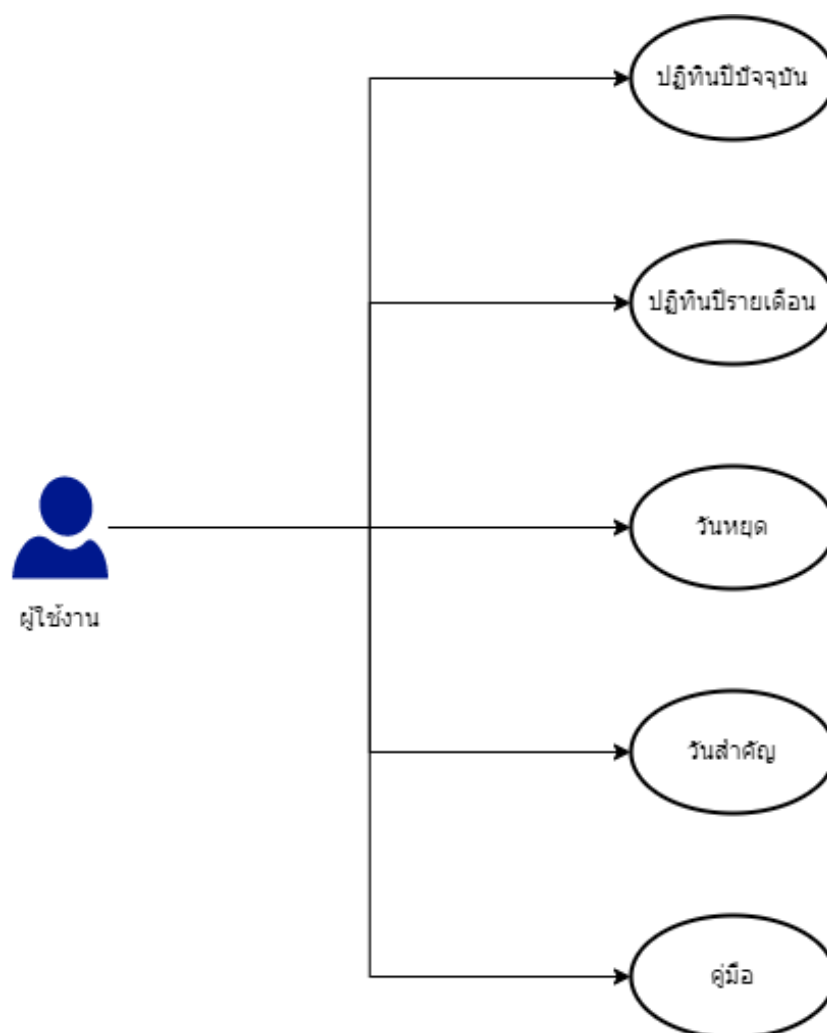 ปฏิทินปีปัจจุบัน
ปฏิทินปีรายเดือน
วันหยุด
ผู้ใช้งาน
วันสำคัญ
คู่มือ